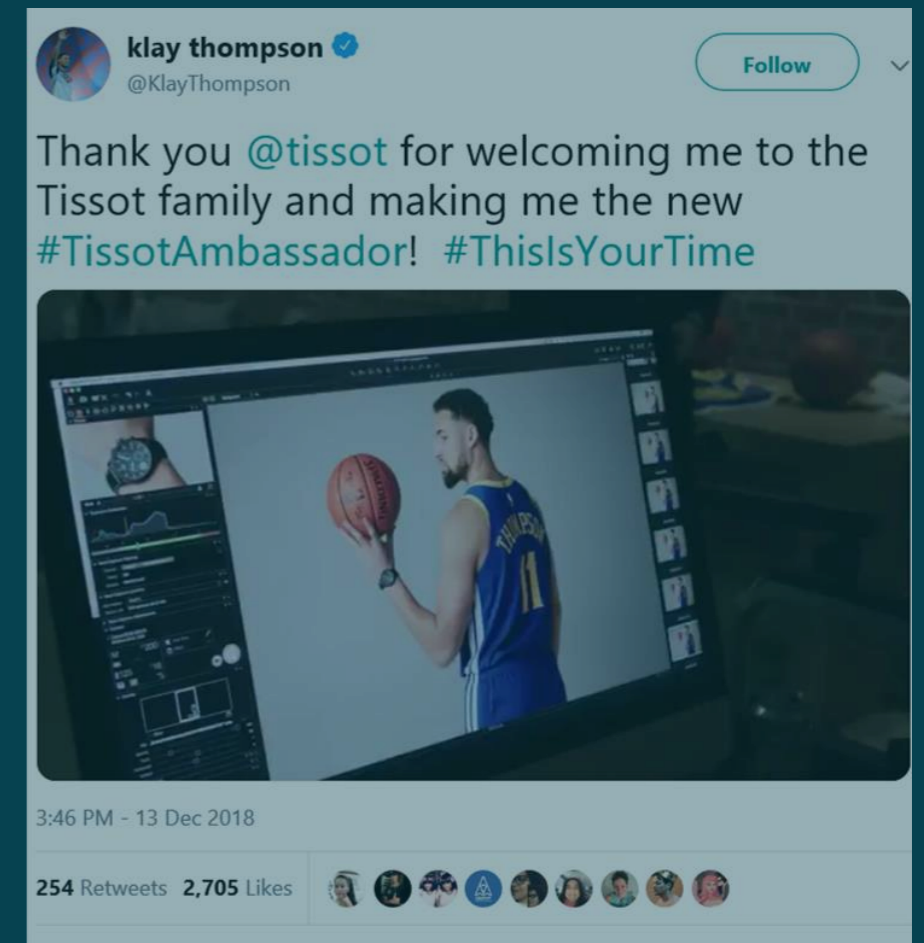 klay thompson
@KlayThompson
Follow
Thank you @tissot for welcoming me to the
Tissot family and making me the new
#TissotAmbassador! #ThisIsYourTime
THOMPSON
11
3:46 PM - 13 Dec 2018
254 Retweets 2,705 Likes